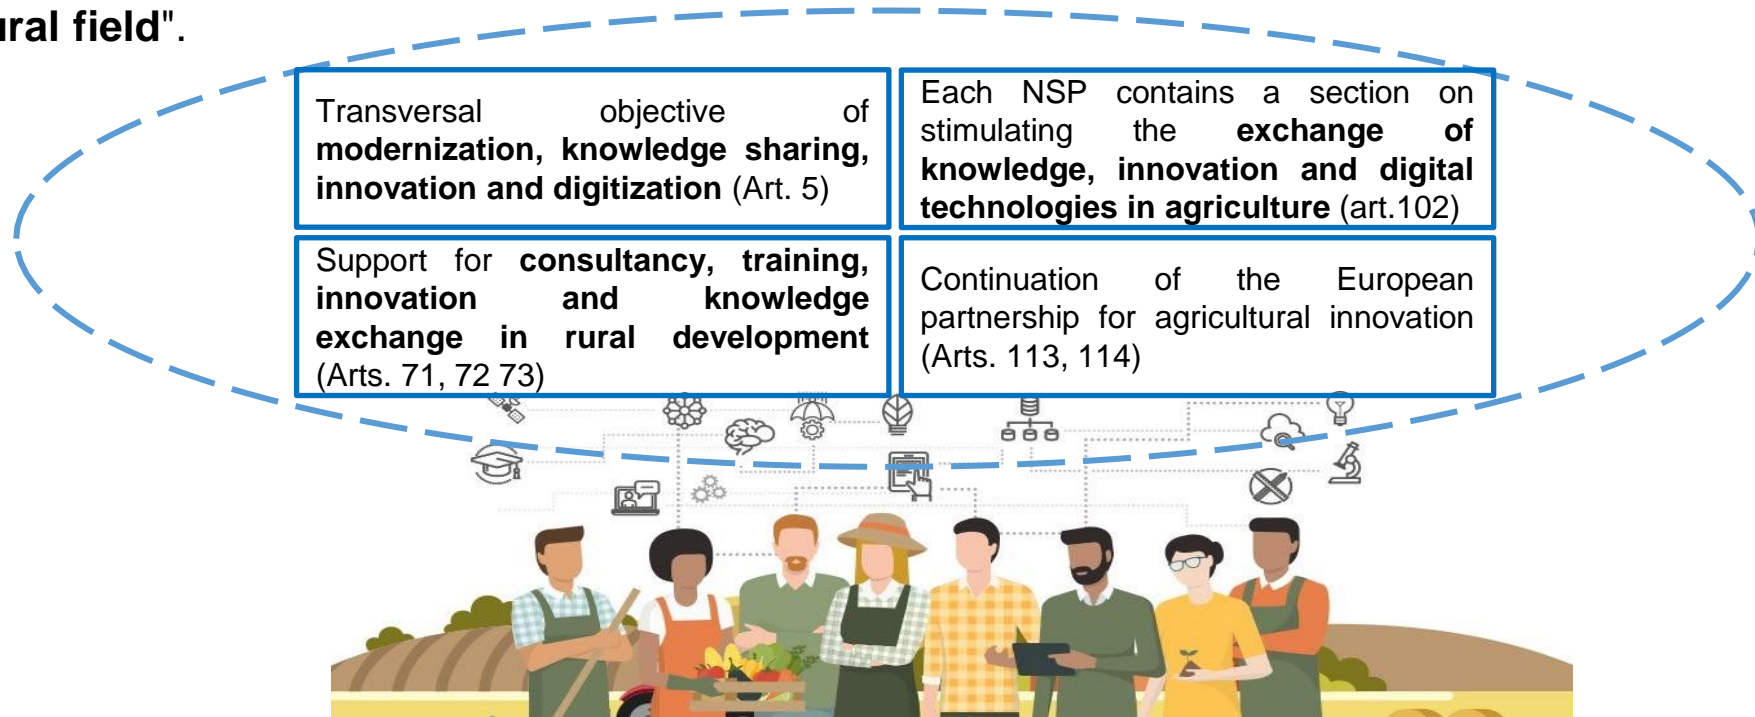 ural field".
Transversal objective of
modernization, knowledge sharing,
innovation and digitization (Art. 5)
Each NSP contains a section on
stimulating the exchange of
knowledge, innovation and digital
technologies in agriculture (art.102)
Support for consultancy, training,
innovation and knowledge
exchange in rural development
(Arts. 71, 72 73)
Continuation of the European
partnership for agricultural innovation
(Arts. 113, 114)